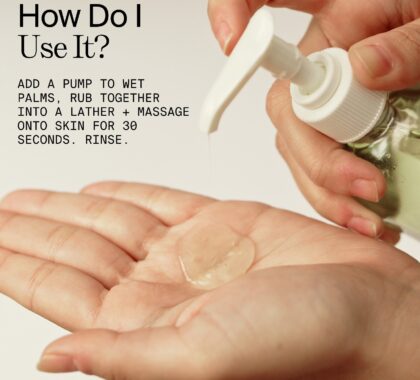 How Do I
Use It?
ADD A PUMP TO WET
PALMS, RUB TOGETHER
INTO A LATHER + MASSAGE
ONTO SKIN FOR 30
SECONDS. RINSE.